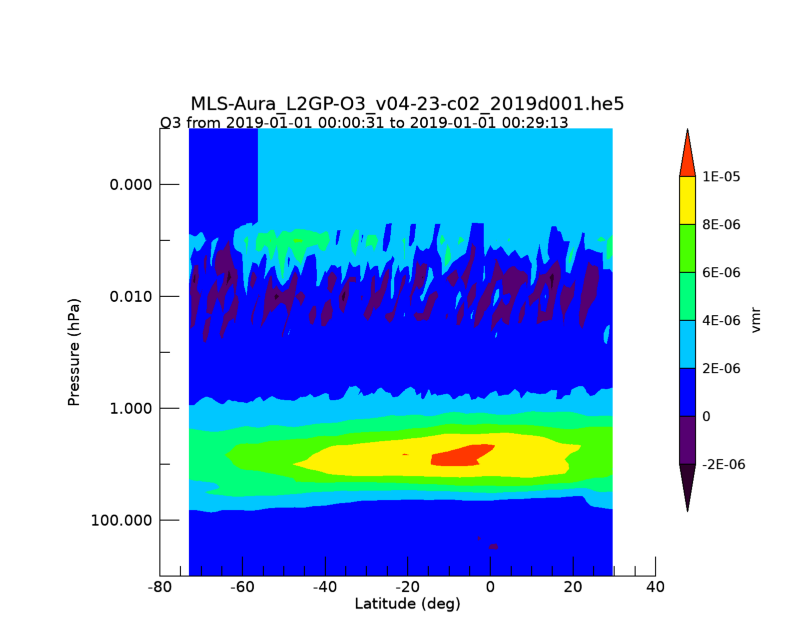 MLS-Aura_L2GP-O3_v04-23-c02_2019d001.he5
O3 from 2019-01-01 00:00:31 to 2019-01-01 00:29:13
0.000
0.010
1.000
100.000
Pressure (hPa)
-80 -60 -40 -20 0 20 40
Latitude (deg)
1E-05
8E-06
6E-06
4E-06
2E-06
0
-2E-06
vmr